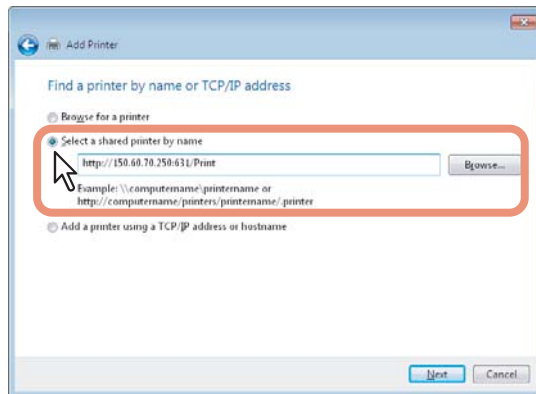 Add Printer
Find a printer by name or TCP/IP address
Browse for a printer
Select a shared printer by name
http://150.60.70.250:631/Print
Browse...
Example: \\computername\printername or
http://computername/printers/printername/.printer
Add a printer using a TCP/IP address or hostname
Next
Cancel